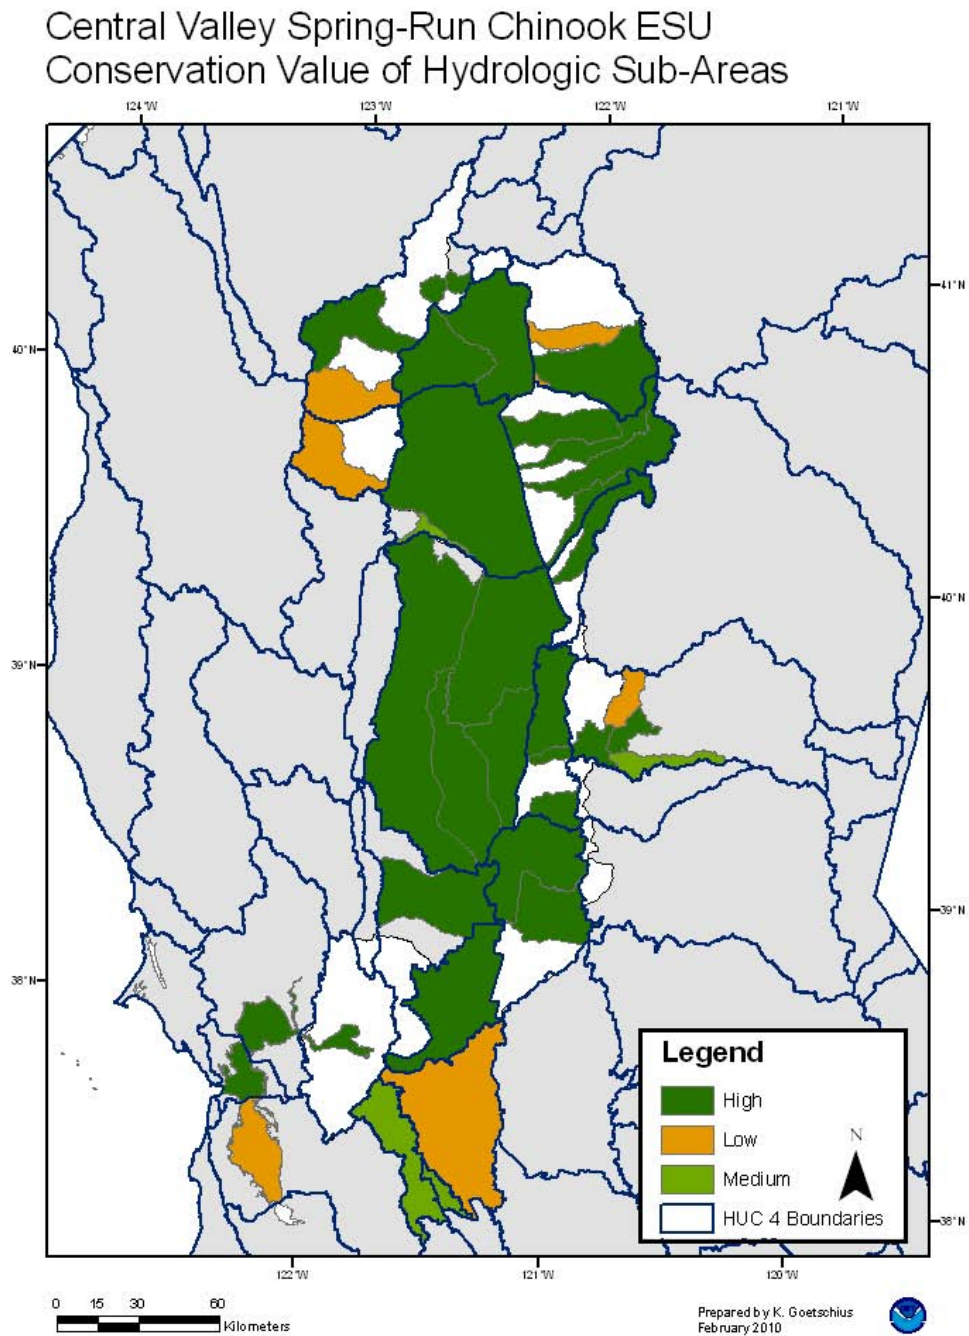 Central Valley Spring-Run Chinook ESU
Conservation Value of Hydrologic Sub-Areas
124°W 123°W 122°W 121°W
41°N
40°N
40°N
39°N
39°N
38°N
Legend
High
Low
Medium
HUC 4 Boundaries
N
38°N
122°W 121°W 120°W
0 15 30 60
Kilometers
Prepared by K. Goetschius
February 2010